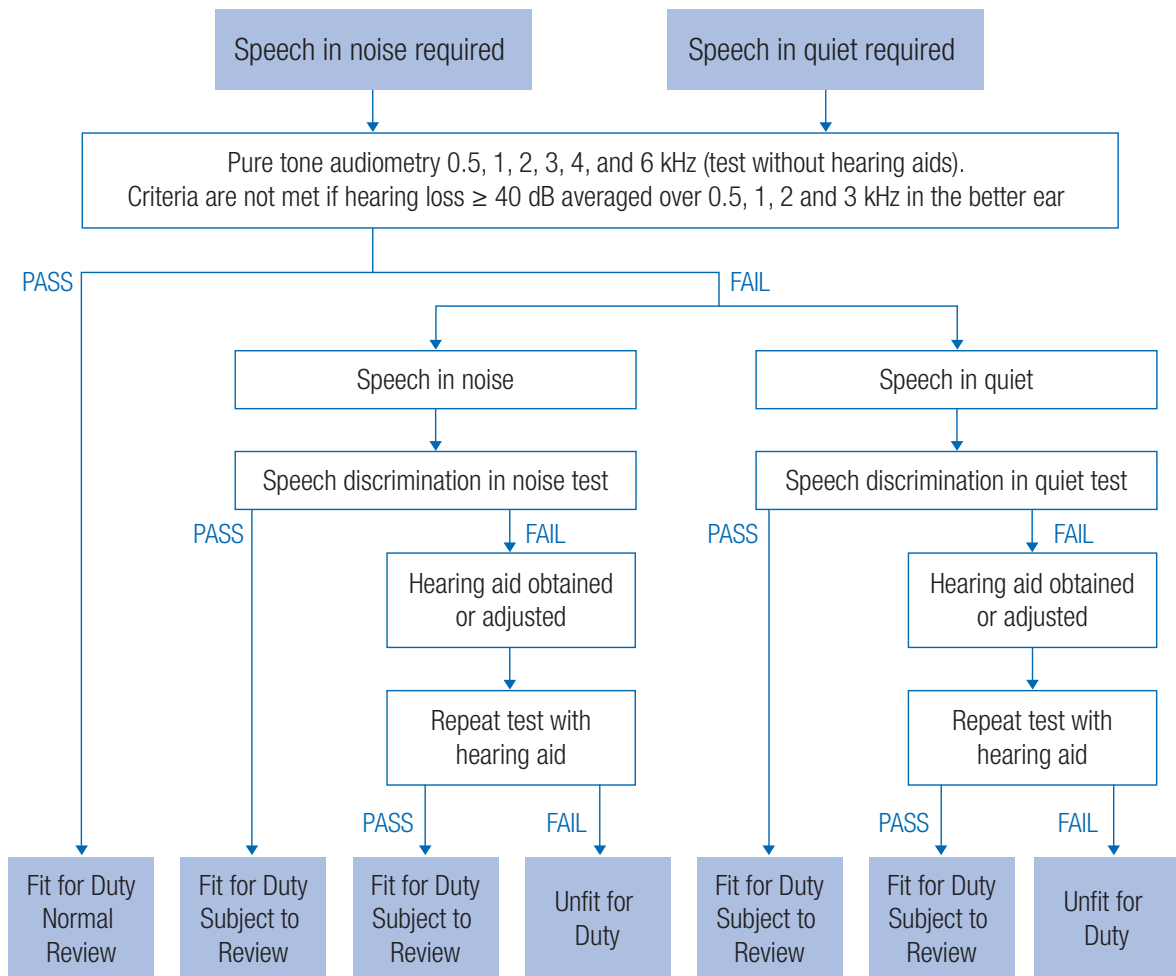 Speech in noise required
Speech in quiet required
Pure tone audiometry 0.5, 1, 2, 3, 4, and 6 kHz (test without hearing aids).
Criteria are not met if hearing loss ≥ 40 dB averaged over 0.5, 1, 2 and 3 kHz in the better ear
PASS
FAIL
Speech in noise
Speech in quiet
Speech discrimination in noise test
Speech discrimination in quiet test
PASS
FAIL
PASS
FAIL
Hearing aid obtained
or adjusted
Hearing aid obtained
or adjusted
Repeat test with
hearing aid
Repeat test with
hearing aid
PASS
FAIL
PASS
FAIL
Fit for Duty
Normal
Review
Fit for Duty
Subject to
Review
Fit for Duty
Subject to
Review
Unfit for
Duty
Fit for Duty
Subject to
Review
Fit for Duty
Subject to
Review
Unfit for
Duty